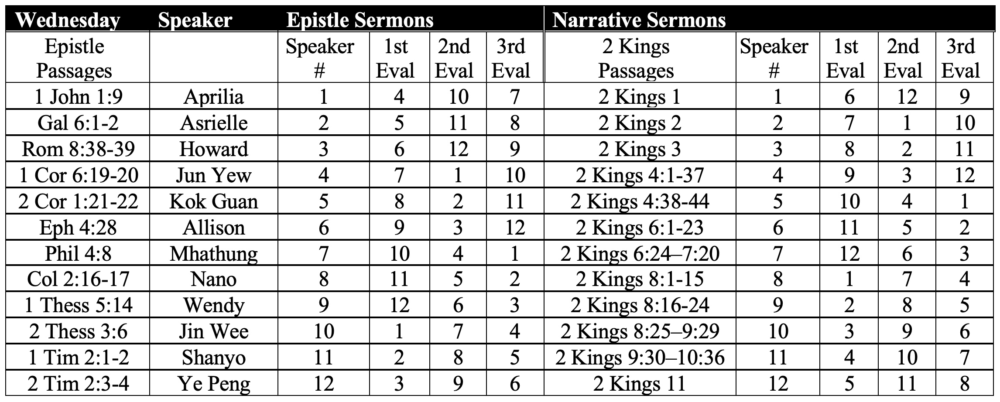 Wednesday Speaker Epistle Sermons Narrative Sermons
Epistle Passages Speaker # 1st Eval 2nd Eval 3rd Eval 2 Kings Passages Speaker # 1st Eval 2nd Eval 3rd Eval
1 John 1:9 Aprilia 1 4 10 7 2 Kings 1 1 6 12 9
Gal 6:1-2 Asrielle 2 5 11 8 2 Kings 2 2 7 1 10
Rom 8:38-39 Howard 3 6 12 9 2 Kings 3 3 8 2 11
1 Cor 6:19-20 Jun Yew 4 7 1 10 2 Kings 4:1-37 4 9 3 12
2 Cor 1:21-22 Kok Guan 5 8 2 11 2 Kings 4:38-44 5 10 4 1
Eph 4:28 Allison 6 9 3 12 2 Kings 6:1-23 6 11 5 2
Phil 4:8 Mhathung 7 10 4 1 2 Kings 6:24–7:20 7 12 6 3
Col 2:16-17 Nano 8 11 5 2 2 Kings 8:1-15 8 1 7 4
1 Thess 5:14 Wendy 9 12 6 3 2 Kings 8:16-24 9 2 8 5
2 Thess 3:6 Jin Wee 10 1 7 4 2 Kings 8:25–9:29 10 3 9 6
1 Tim 2:1-2 Shanyo 11 2 8 5 2 Kings 9:30–10:36 11 4 10 7
2 Tim 2:3-4 Ye Peng 12 3 9 6 2 Kings 11 12 5 11 8